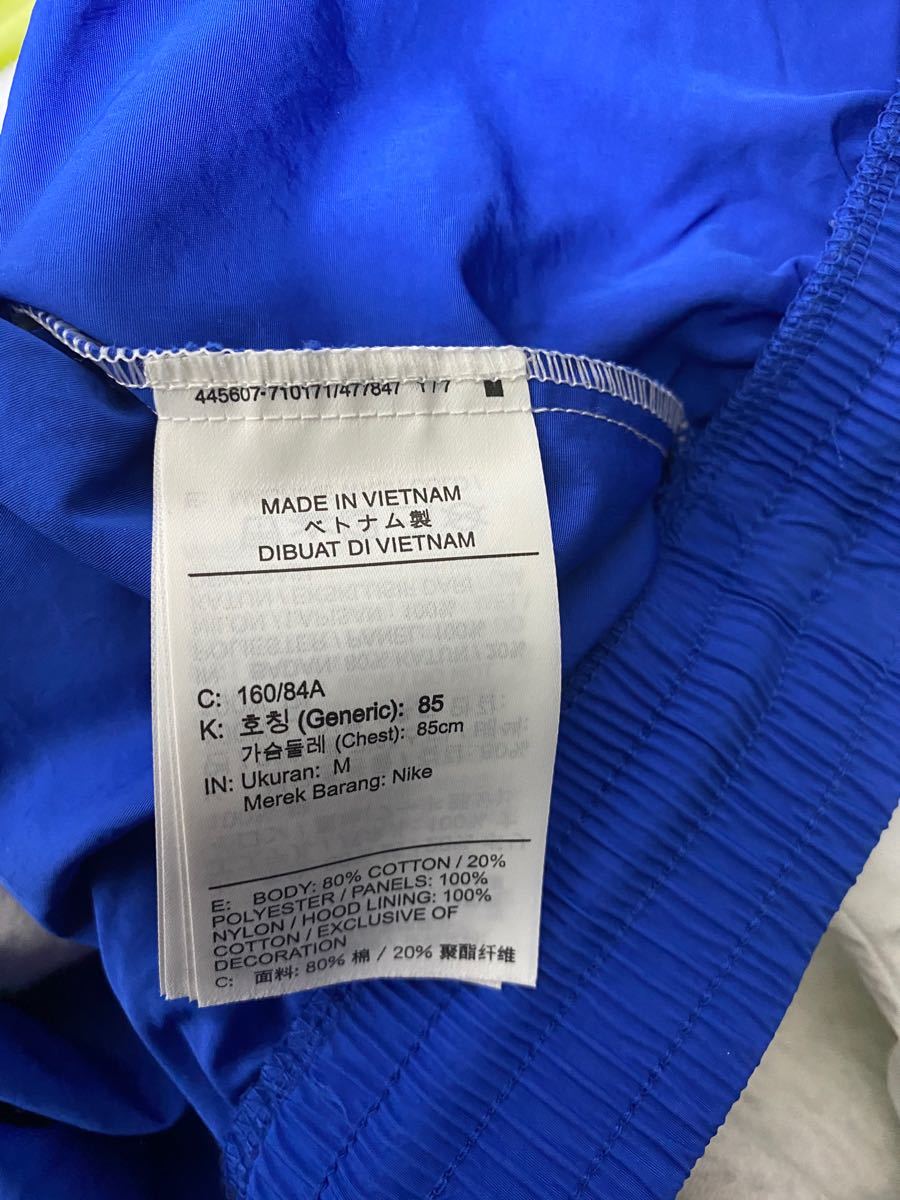 445607-710171/477847 177
MADE IN VIETNAM
ベトナム製
DIBUAT DI VIETNAM
C: 160/84A
K: 호칭 (Generic): 85
가슴둘레 (Chest): 85cm
IN: Ukuran: M
Merek Barang: Nike
E: BODY: 80% COTTON / 20%
POLYESTER / PANELS: 100%
NYLON / HOOD LINING: 100%
COTTON / EXCLUSIVE OF
DECORATION
C: 面料: 80% 棉 / 20% 聚酯纤维